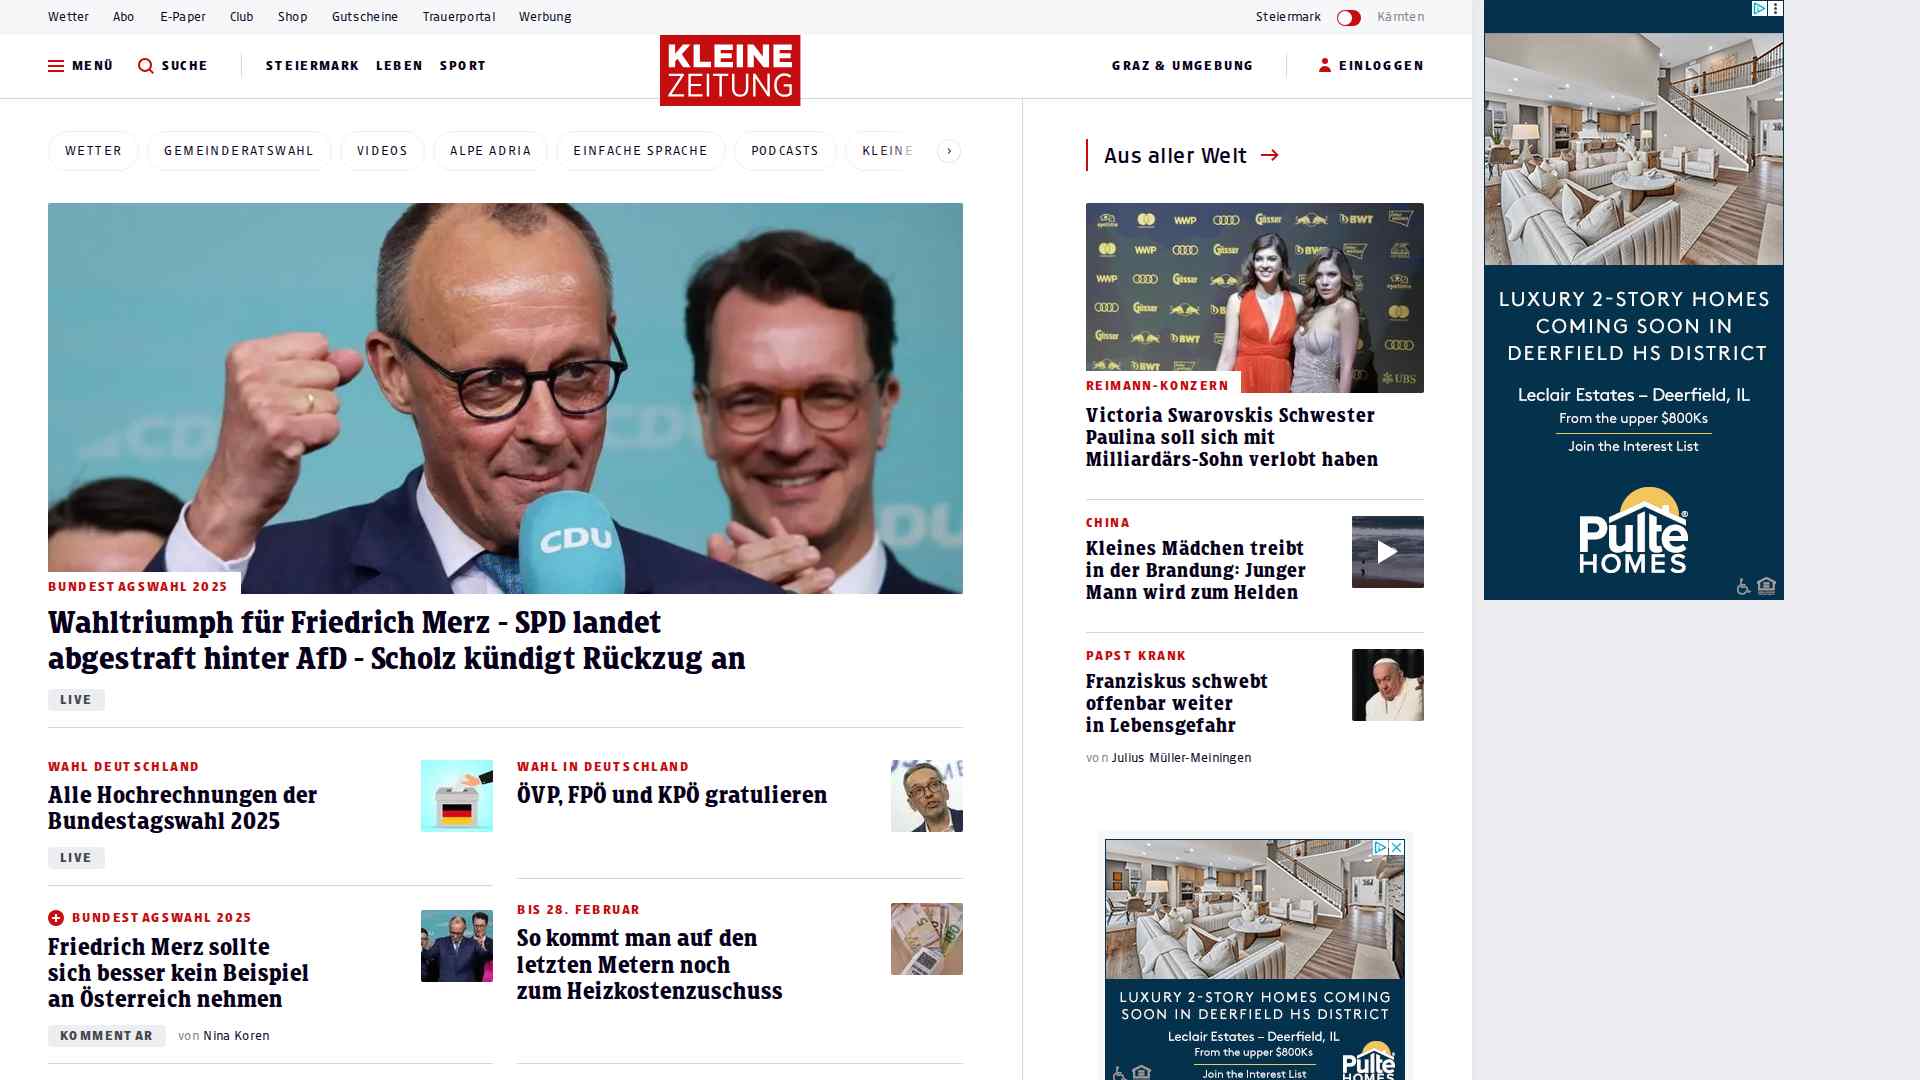 Wetter Abo E-Paper Club Shop Gutscheine Trauerportal Werbung
Steiermark Kärnten
MENÜ SUCHE STEIERMARK LEBEN SPORT
KLEINE
ZEITUNG
GRAZ & UMGEBUNG EINLOGGEN
WETTER GEMEINDERATSWAHL VIDEOS ALPE ADRIA EINFACHE SPRACHE PODCASTS KLEINE
CDU
BUNDESTAGSWAHL 2025
Wahltriumph für Friedrich Merz - SPD landet
abgestraft hinter AfD - Scholz kündigt Rückzug an
LIVE
WAHL DEUTSCHLAND
Alle Hochrechnungen der
Bundestagswahl 2025
LIVE
WAHL IN DEUTSCHLAND
ÖVP, FPÖ und KPÖ gratulieren
BUNDESTAGSWAHL 2025
Friedrich Merz sollte
sich besser kein Beispiel
an Österreich nehmen
KOMMENTAR von Nina Koren
BIS 28. FEBRUAR
So kommt man auf den
letzten Metern noch
zum Heizkostenzuschuss
Aus aller Welt
REIMANN-KONZERN
Victoria Swarovskis Schwester
Paulina soll sich mit
Milliardärs-Sohn verlobt haben
CHINA
Kleines Mädchen treibt
in der Brandung: Junger
Mann wird zum Helden
PAPST KRANK
Franziskus schwebt
offenbar weiter
in Lebensgefahr
von Julius Müller-Meiningen
LUXURY 2-STORY HOMES COMING
SOON IN DEERFIELD HS DISTRICT
Leclair Estates – Deerfield, IL
From the upper $800Ks
Join the Interest List
Pulte
HOMES
LUXURY 2-STORY HOMES
COMING SOON IN
DEERFIELD HS DISTRICT
Leclair Estates – Deerfield, IL
From the upper $800Ks
Join the Interest List
Pulte®
HOMES